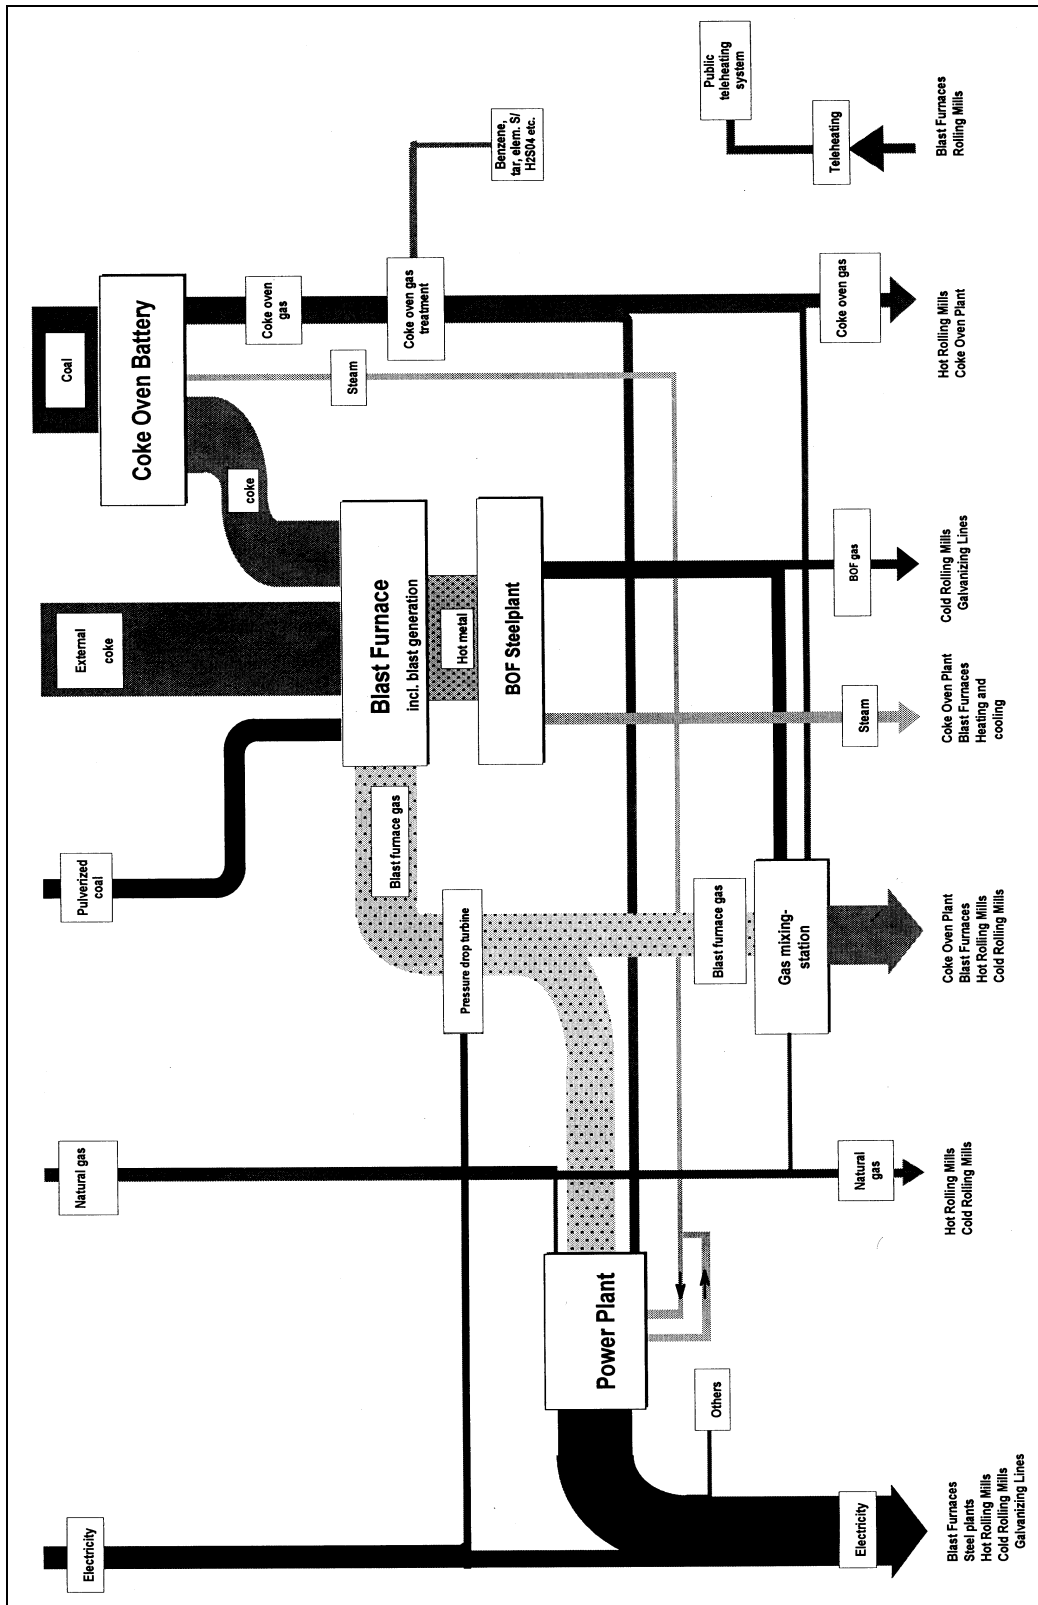 Electricity
Natural gas
Pulverized
coal
External
coke
Coal
Coke Oven Battery
coke
Coke oven
gas
Steam
Blast Furnace
incl. blast generation
Blast furnace gas
Coke oven gas
treatment
Benzene,
tar, elem. S/
H2S04 etc.
Hot metal
Pressure drop turbine
BOF Steelplant
Power Plant
Others
Blast furnace gas
Gas mixing-
station
Public
teleheating
system
Teleheating
Electricity
Natural
gas
Steam
BOF gas
Coke oven gas
Blast Furnaces
Steel plants
Hot Rolling Mills
Cold Rolling Mills
Galvanizing Lines
Hot Rolling Mills
Cold Rolling Mills
Coke Oven Plant
Blast Furnaces
Hot Rolling Mills
Cold Rolling Mills
Coke Oven Plant
Blast Furnaces
Heating and
cooling
Cold Rolling Mills
Galvanizing Lines
Hot Rolling Mills
Coke Oven Plant
Blast Furnaces
Rolling Mills